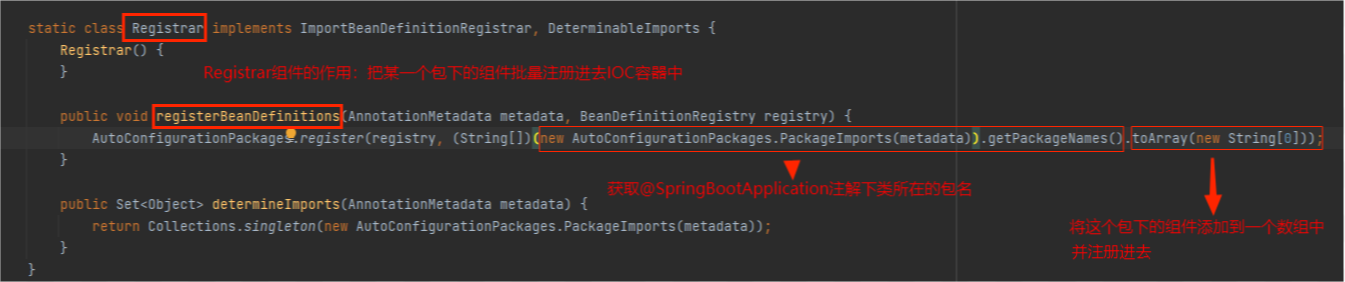 static class Registrar implements ImportBeanDefinitionRegistrar, DeterminableImports {
Registrar() {
}
Registrar组件的作用：把某一个包下的组件批量注册进去IOC容器中
public void registerBeanDefinitions(AnnotationMetadata metadata, BeanDefinitionRegistry registry) {
AutoConfigurationPackages.register(registry, (String[])(new AutoConfigurationPackages.PackageImports(metadata)).getPackageNames().toArray(new String[0]));
}
获取@SpringBootApplication注解下类所在的包名
public Set<Object> determineImports(AnnotationMetadata metadata) {
return Collections.singleton(new AutoConfigurationPackages.PackageImports(metadata));
}
}
将这个包下的组件添加到一个数组中
并注册进去